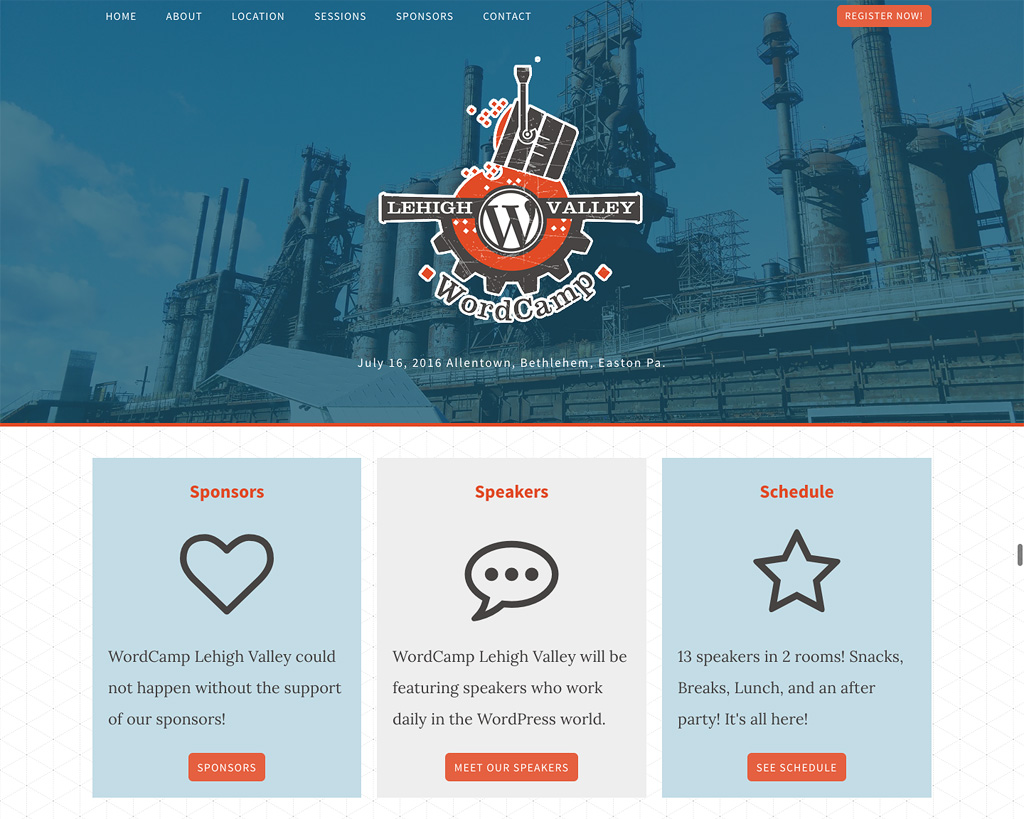 HOME ABOUT LOCATION SESSIONS SPONSORS CONTACT REGISTER NOW!
LEHIGH W VALLEY
WordCamp
July 16, 2016 Allentown, Bethlehem, Easton Pa.
Sponsors
WordCamp Lehigh Valley could
not happen without the support
of our sponsors!
SPONSORS
Speakers
WordCamp Lehigh Valley will be
featuring speakers who work
daily in the WordPress world.
MEET OUR SPEAKERS
Schedule
13 speakers in 2 rooms! Snacks,
Breaks, Lunch, and an after
party! It's all here!
SEE SCHEDULE